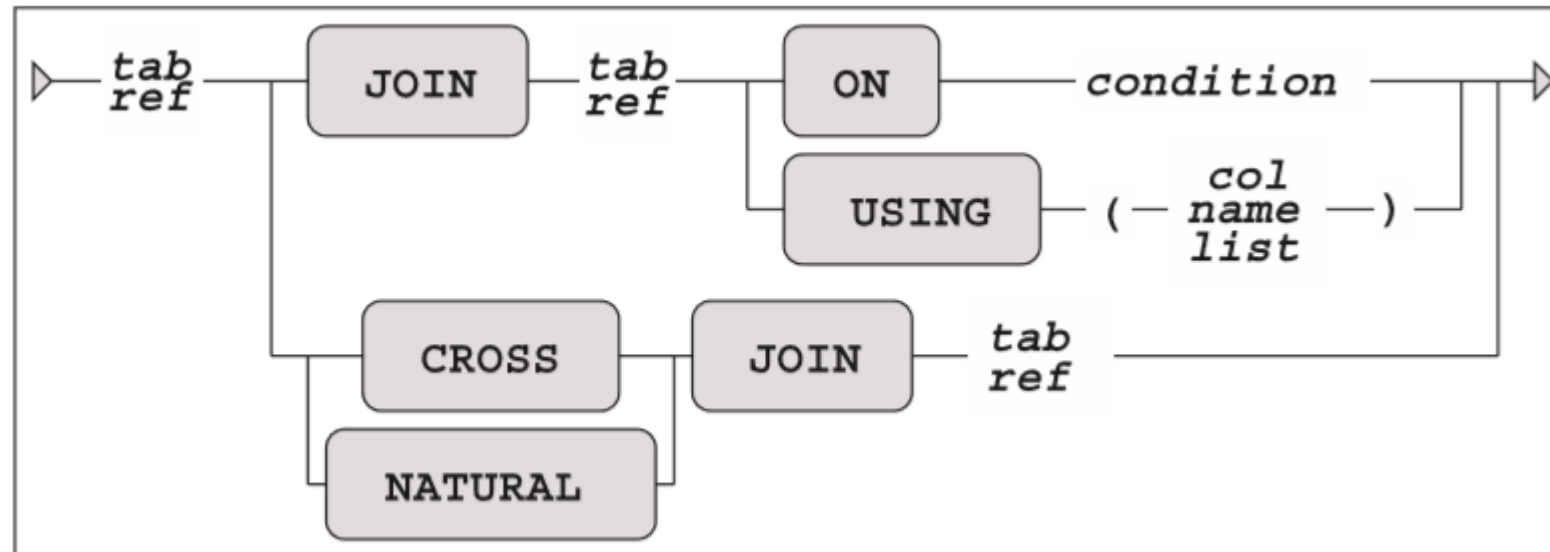 tab ref JOIN tab ref ON condition
USING ( col name list )
CROSS JOIN tab ref
NATURAL